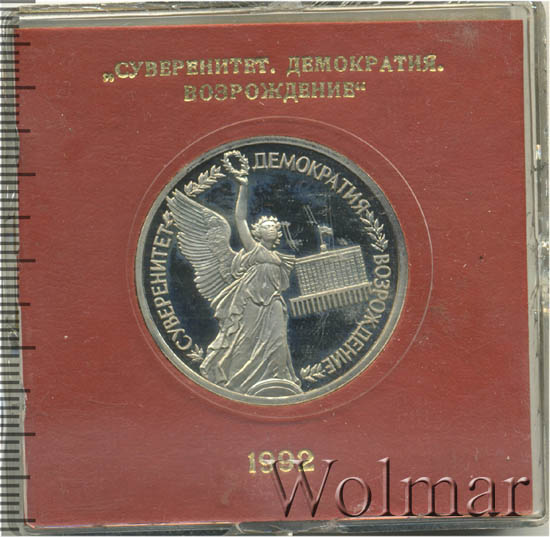 „СУВЕРЕНИТЕТ. ДЕМОКРАТИЯ.
ВОЗРОЖДЕНИЕ“
СУВЕРЕНИТЕТ ДЕМОКРАТИЯ ВОЗРОЖДЕНИЕ
1992
Wolmar